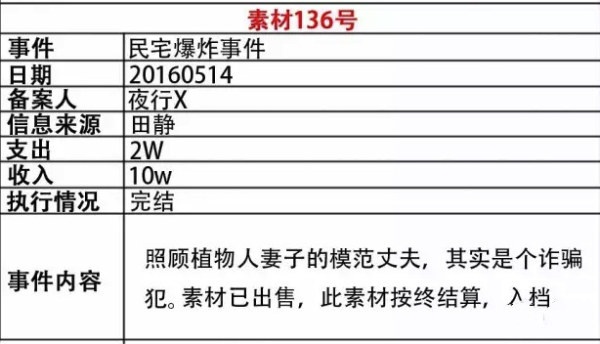 素材136号
事件 民宅爆炸事件
日期 20160514
备案人 夜行X
信息来源 田静
支出 2W
收入 10w
执行情况 完结
事件内容
照顾植物人妻子的模范丈夫，其实是个诈骗
犯。素材已出售，此素材按终结算，入档